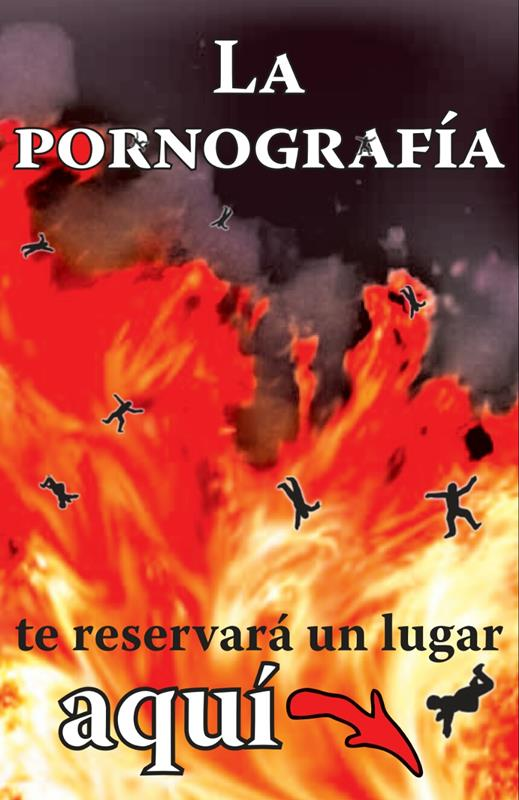 La
pornografía
te reservará un lugar
aquí